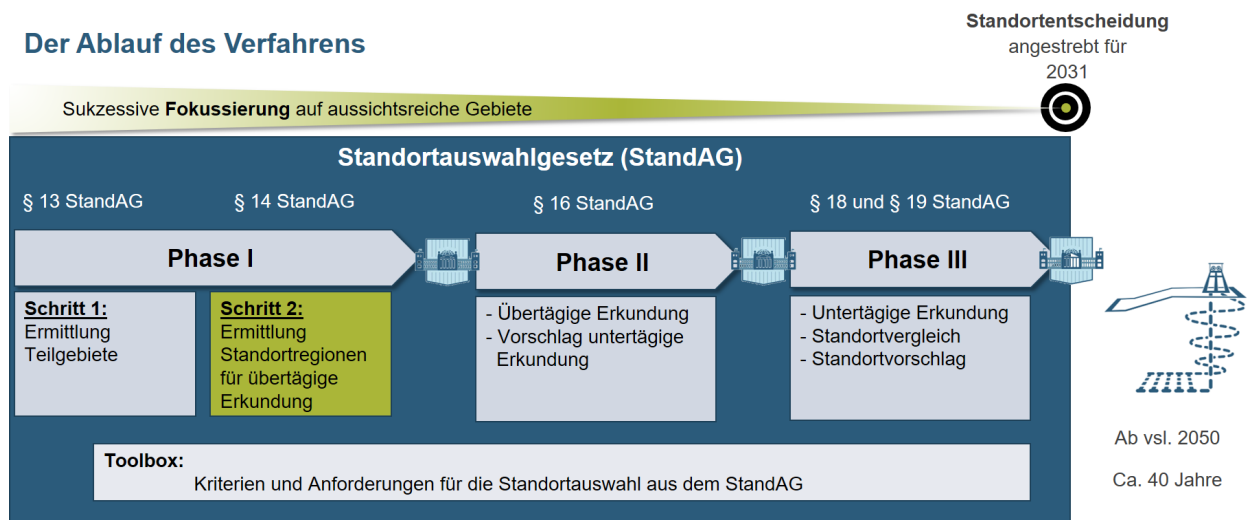 Der Ablauf des Verfahrens
Standortentscheidung
angestrebt für
2031
Sukzessive Fokussierung auf aussichtsreiche Gebiete
Standortauswahlgesetz (StandAG)
§ 13 StandAG
§ 14 StandAG
§ 16 StandAG
§ 18 und § 19 StandAG
Phase I
Phase II
Phase III
Schritt 1:
Ermittlung
Teilgebiete
Schritt 2:
Ermittlung
Standortregionen
für übertägige
Erkundung
- Übertägige Erkundung
- Vorschlag untertägige
Erkundung
- Untertägige Erkundung
- Standortvergleich
- Standortvorschlag
Ab vsl. 2050
Ca. 40 Jahre
Toolbox:
Kriterien und Anforderungen für die Standortauswahl aus dem StandAG